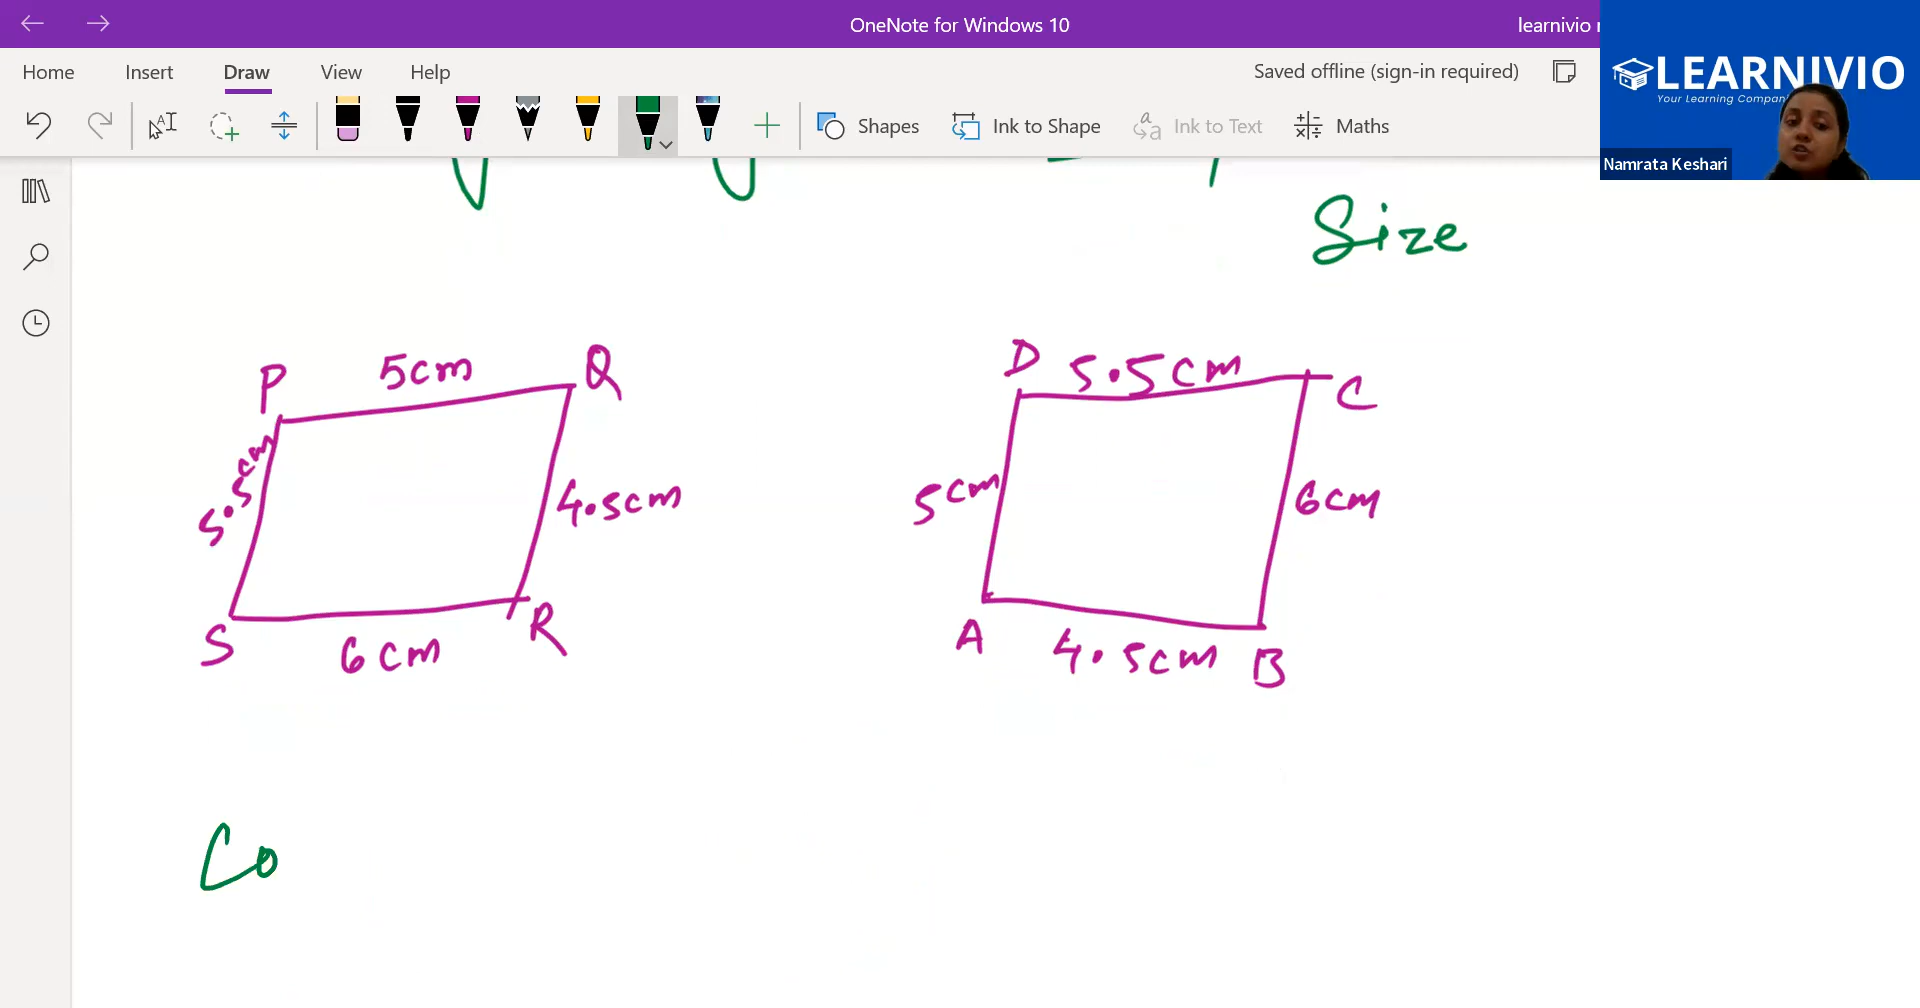 OneNote for Windows 10
learnivio
Home Insert Draw View Help
Saved offline (sign-in required)
LEARNIVIO
Your Learning Compan
Shapes Ink to Shape Ink to Text Maths
Namrata Keshari
Size
P 5cm Q
D 5.5cm C
5.5cm
4.5cm
5cm
6cm
S 6cm R
A 4.5cm B
Co